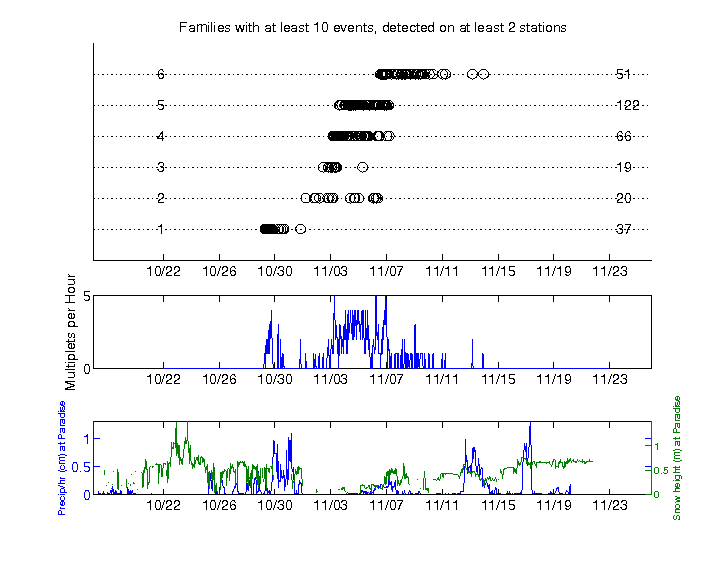 Families with at least 10 events, detected on at least 2 stations
6 51
5 122
4 66
3 19
2 20
1 37
10/22 10/26 10/30 11/03 11/07 11/11 11/15 11/19 11/23
Multiplets per Hour
5
0
10/22 10/26 10/30 11/03 11/07 11/11 11/15 11/19 11/23
Precip/hr (cm) at Paradise
1
0.5
0
Snow height (m) at Paradise
1
0.5
0
10/22 10/26 10/30 11/03 11/07 11/11 11/15 11/19 11/23